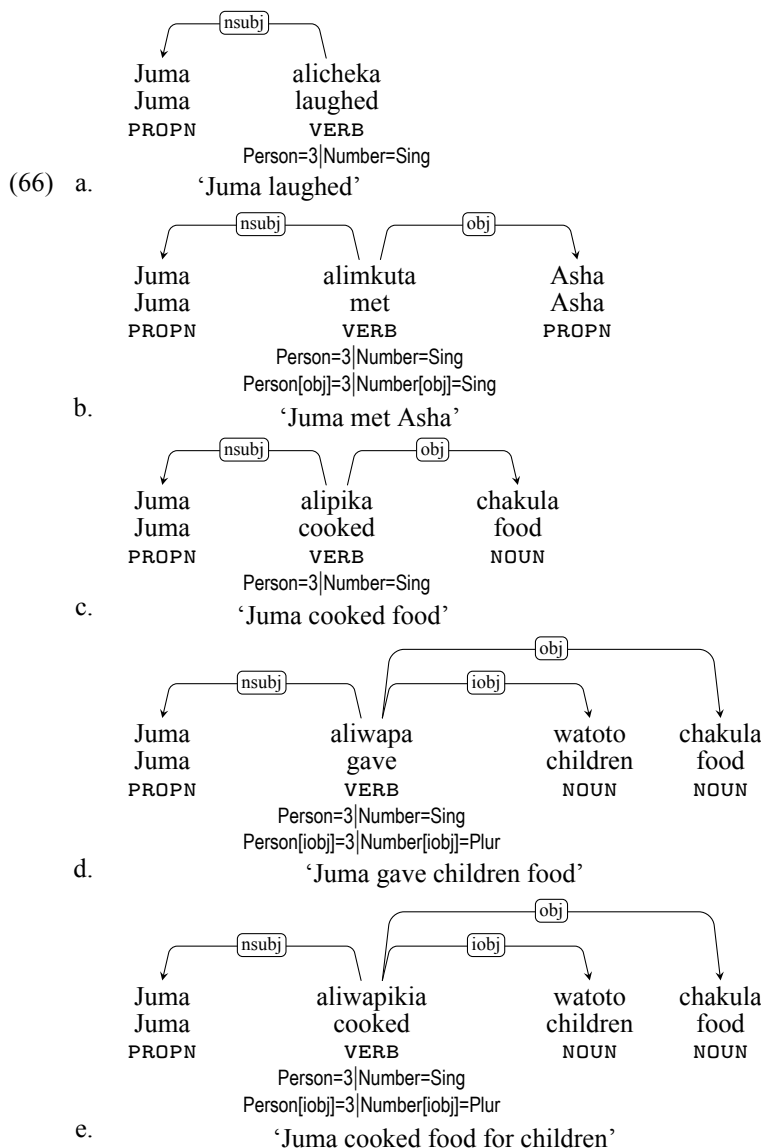 nsubj
Juma alicheka
Juma laughed
PROPN VERB
Person=3|Number=Sing
(66) a. ‘Juma laughed’
nsubj obj
Juma alimkuta Asha
Juma met Asha
PROPN VERB PROPN
Person=3|Number=Sing
Person[obj]=3|Number[obj]=Sing
b. ‘Juma met Asha’
nsubj obj
Juma alipika chakula
Juma cooked food
PROPN VERB NOUN
Person=3|Number=Sing
c. ‘Juma cooked food’
obj
nsubj iobj
Juma aliwapa watoto chakula
Juma gave children food
PROPN VERB NOUN NOUN
Person=3|Number=Sing
Person[iobj]=3|Number[iobj]=Plur
d. ‘Juma gave children food’
obj
nsubj iobj
Juma aliwapikia watoto chakula
Juma cooked children food
PROPN VERB NOUN NOUN
Person=3|Number=Sing
Person[iobj]=3|Number[iobj]=Plur
e. ‘Juma cooked food for children’